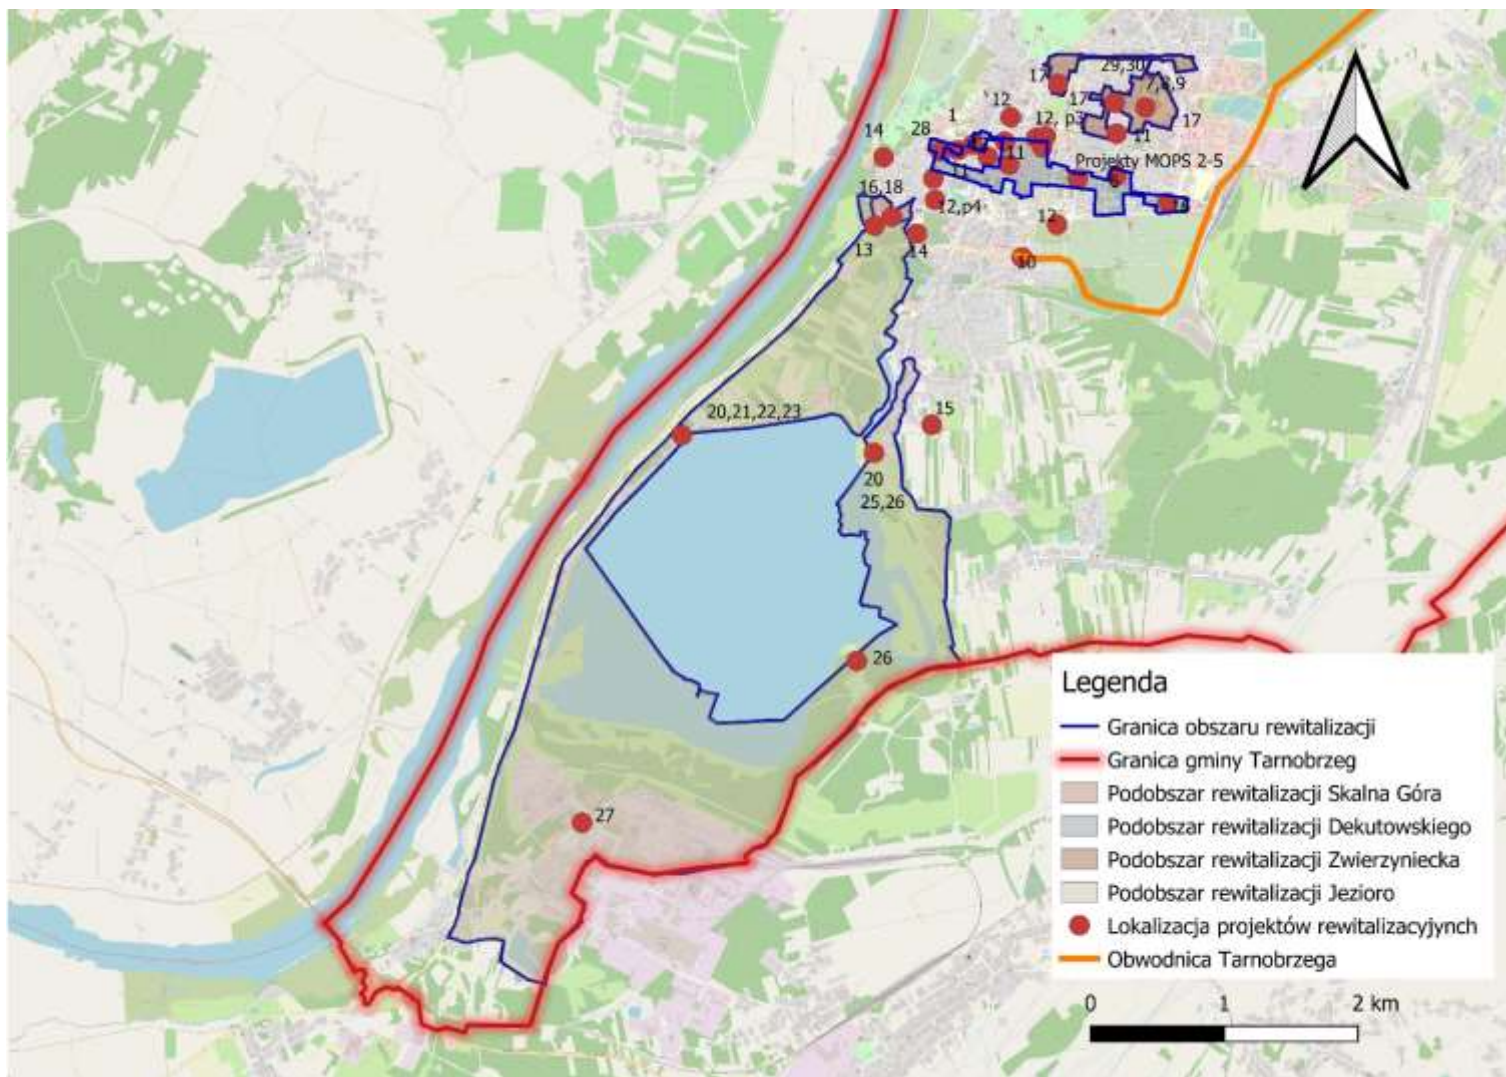 29,30
17
17
7,8,9
17
12
12, p3
1
28
14
11
11
Projekty MOPS 2-5
16,18
12,p4
12
13
14
10
20,21,22,23
15
20
25,26
26
27
Legenda
Granica obszaru rewitalizacji
Granica gminy Tarnobrzeg
Podobszar rewitalizacji Skalna Góra
Podobszar rewitalizacji Dekutowskiego
Podobszar rewitalizacji Zwierzyniecka
Podobszar rewitalizacji Jezioro
Lokalizacja projektów rewitalizacyjynch
Obwodnica Tarnobrzega
0 1 2 km